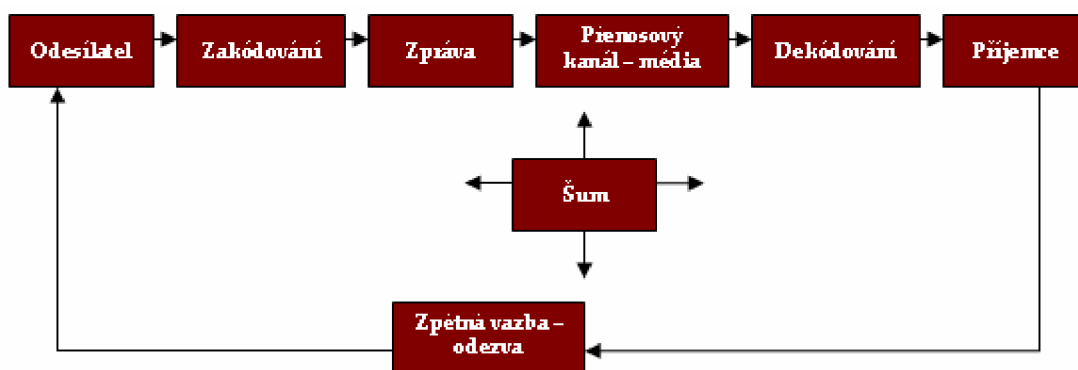 Odesílatel
Zakódování
Zpráva
Přenosový
kanál – média
Dekódování
Příjemce
Šum
Zpětná vazba –
odezva